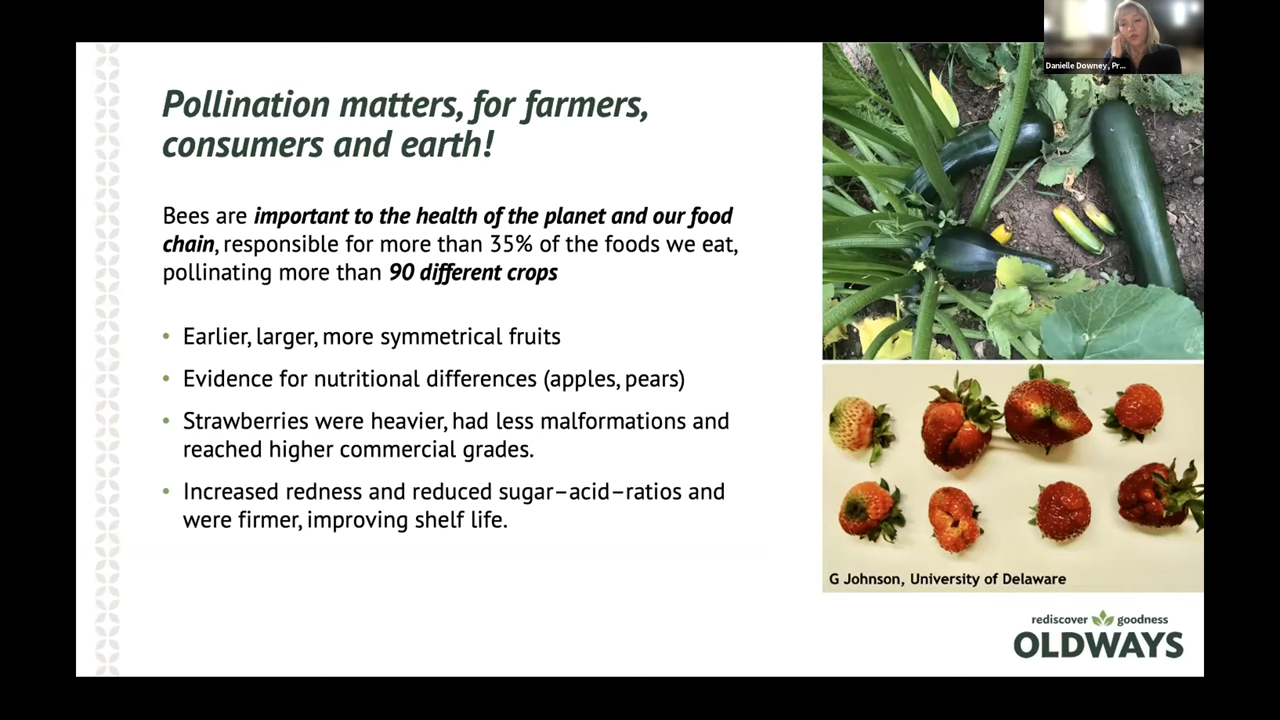 Danielle Downey, Pr...
Pollination matters, for farmers,
consumers and earth!
Bees are important to the health of the planet and our food
chain, responsible for more than 35% of the foods we eat,
pollinating more than 90 different crops
• Earlier, larger, more symmetrical fruits
• Evidence for nutritional differences (apples, pears)
• Strawberries were heavier, had less malformations and
reached higher commercial grades.
• Increased redness and reduced sugar–acid–ratios and
were firmer, improving shelf life.
G Johnson, University of Delaware
rediscover goodness
OLDWAYS